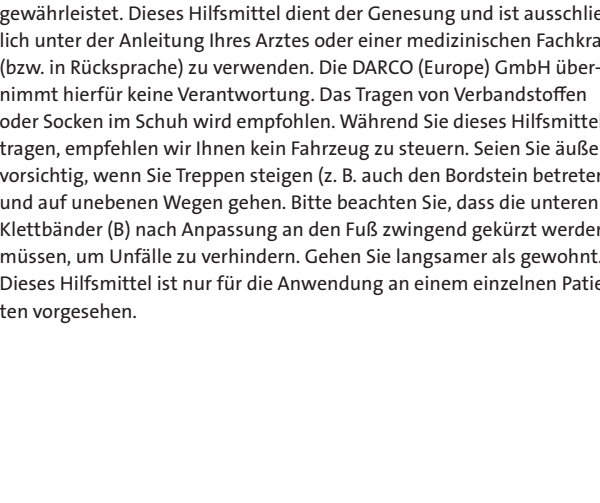 gewährleistet. Dieses Hilfsmittel dient der Genesung und ist ausschlie
lich unter der Anleitung Ihres Arztes oder einer medizinischen Fachkra
(bzw. in Rücksprache) zu verwenden. Die DARCO (Europe) GmbH über-
nimmt hierfür keine Verantwortung. Das Tragen von Verbandstoffen
oder Socken im Schuh wird empfohlen. Während Sie dieses Hilfsmittel
tragen, empfehlen wir Ihnen kein Fahrzeug zu steuern. Seien Sie äuße
vorsichtig, wenn Sie Treppen steigen (z. B. auch den Bordstein betreten
und auf unebenen Wegen gehen. Bitte beachten Sie, dass die unteren
Klettbänder (B) nach Anpassung an den Fuß zwingend gekürzt werden
müssen, um Unfälle zu verhindern. Gehen Sie langsamer als gewohnt.
Dieses Hilfsmittel ist nur für die Anwendung an einem einzelnen Patie
ten vorgesehen.